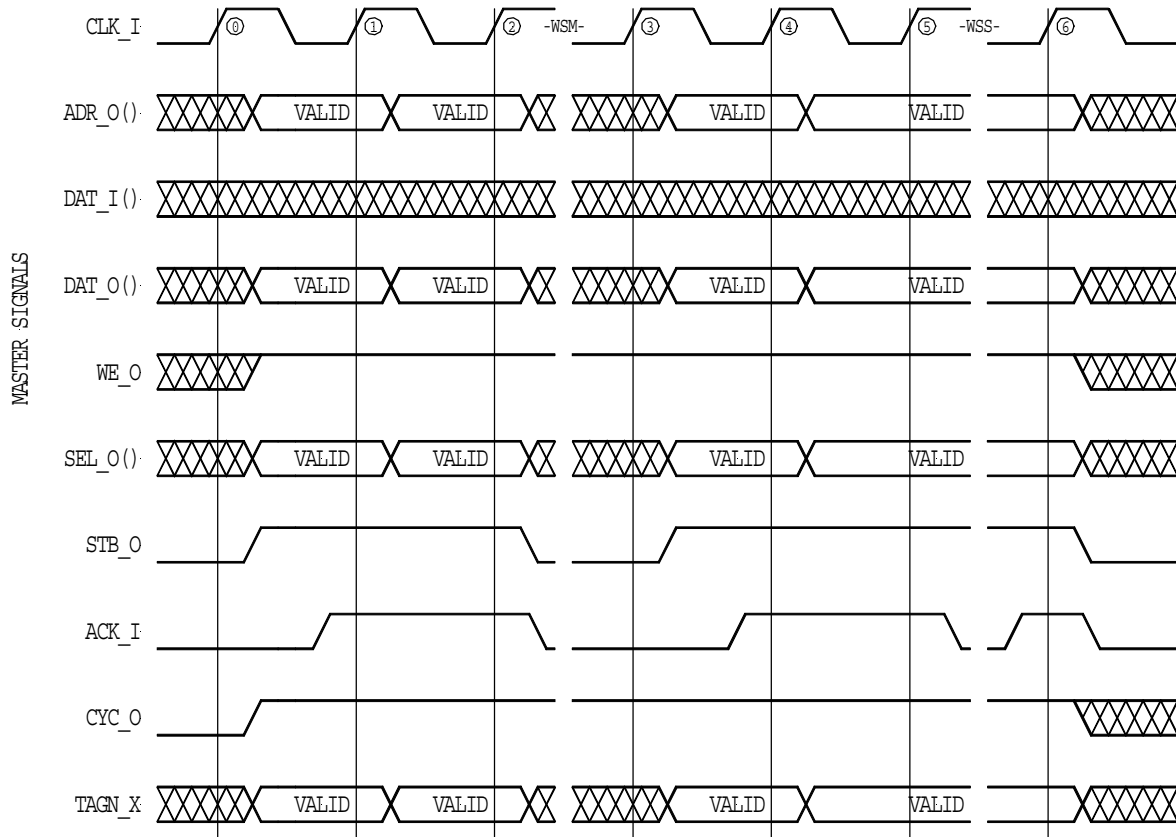 CLK_I 0 1 2 -WSM- 3 4 5 -WSS- 6
ADR_O() VALID VALID VALID VALID
DAT_I()
MASTER SIGNALS
DAT_O() VALID VALID VALID VALID
WE_O
SEL_O() VALID VALID VALID VALID
STB_O
ACK_I
CYC_O
TAGN_X VALID VALID VALID VALID